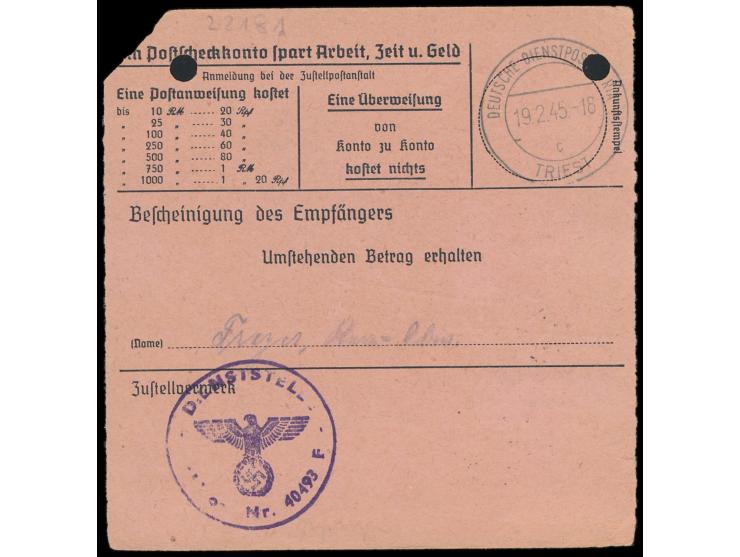 22181
in Postscheckkonto spart Arbeit, Zeit u. Geld
Anmeldung bei der Zustellpostanstalt
Eine Postanweisung kostet
bis 10 RM ..... 20 Rpf
" 25 " ..... 30 "
" 100 " ..... 40 "
" 250 " ..... 60 "
" 500 " ..... 80 "
" 750 " ..... 1 RM
" 1000 " ..... 1 " 20 Rpf
Eine Überweisung
von
Konto zu Konto
kostet nichts
DEUTSCHE DIENSTPOST
19.2.45.-18
c
TRIEST
Ankunftsstempel
Bescheinigung des Empfängers
Umstehenden Betrag erhalten
(Name)
Zustellvermerk
DIENSTSTELL
Nr. 40493 F